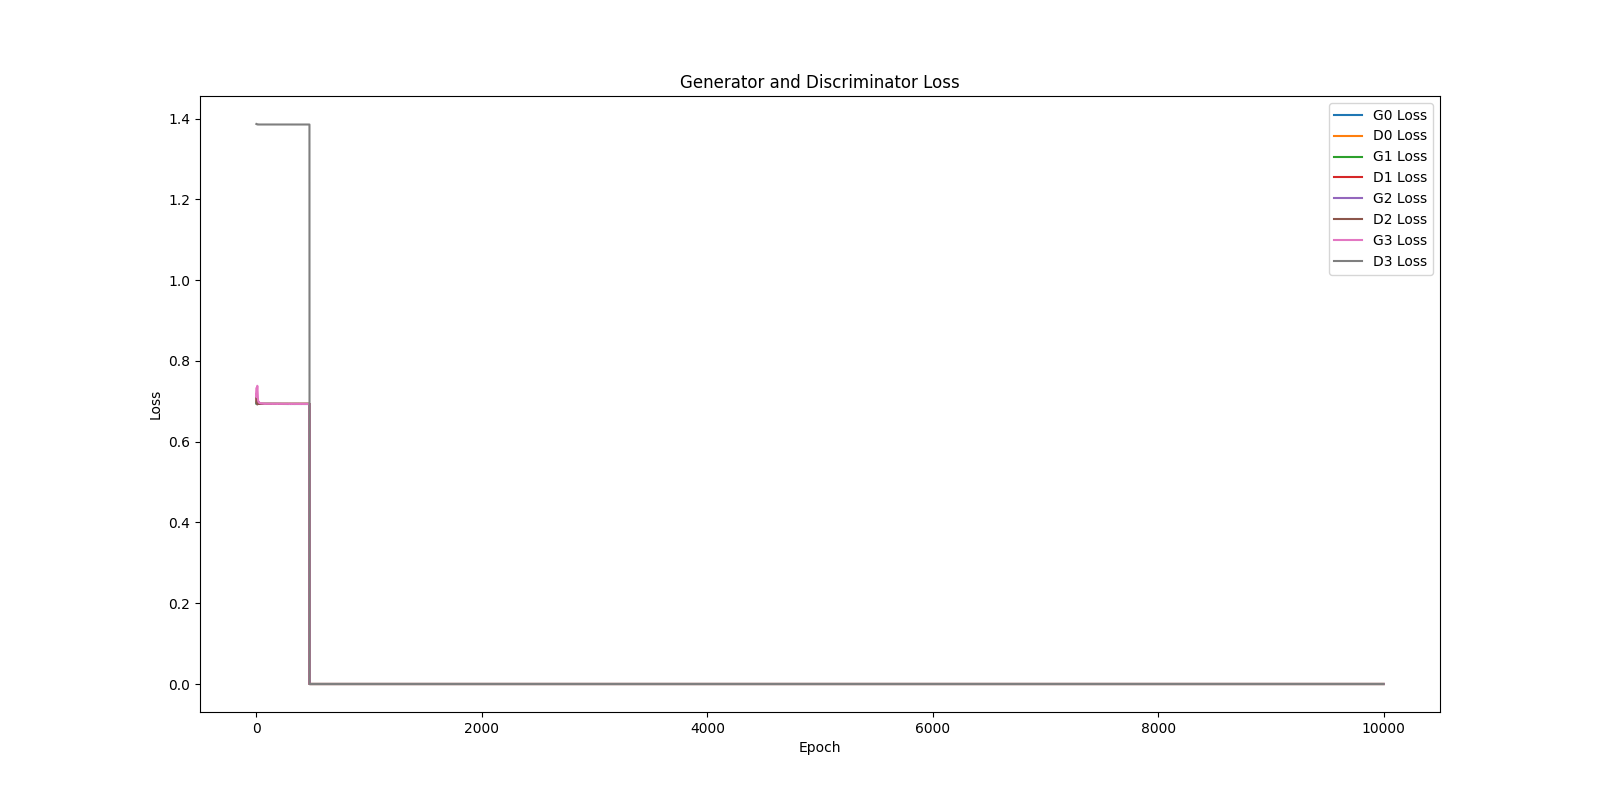 Generator and Discriminator Loss
1.4
1.2
1.0
0.8
0.6
0.4
0.2
0.0
Loss
G0 Loss
D0 Loss
G1 Loss
D1 Loss
G2 Loss
D2 Loss
G3 Loss
D3 Loss
0 2000 4000 6000 8000 10000
Epoch